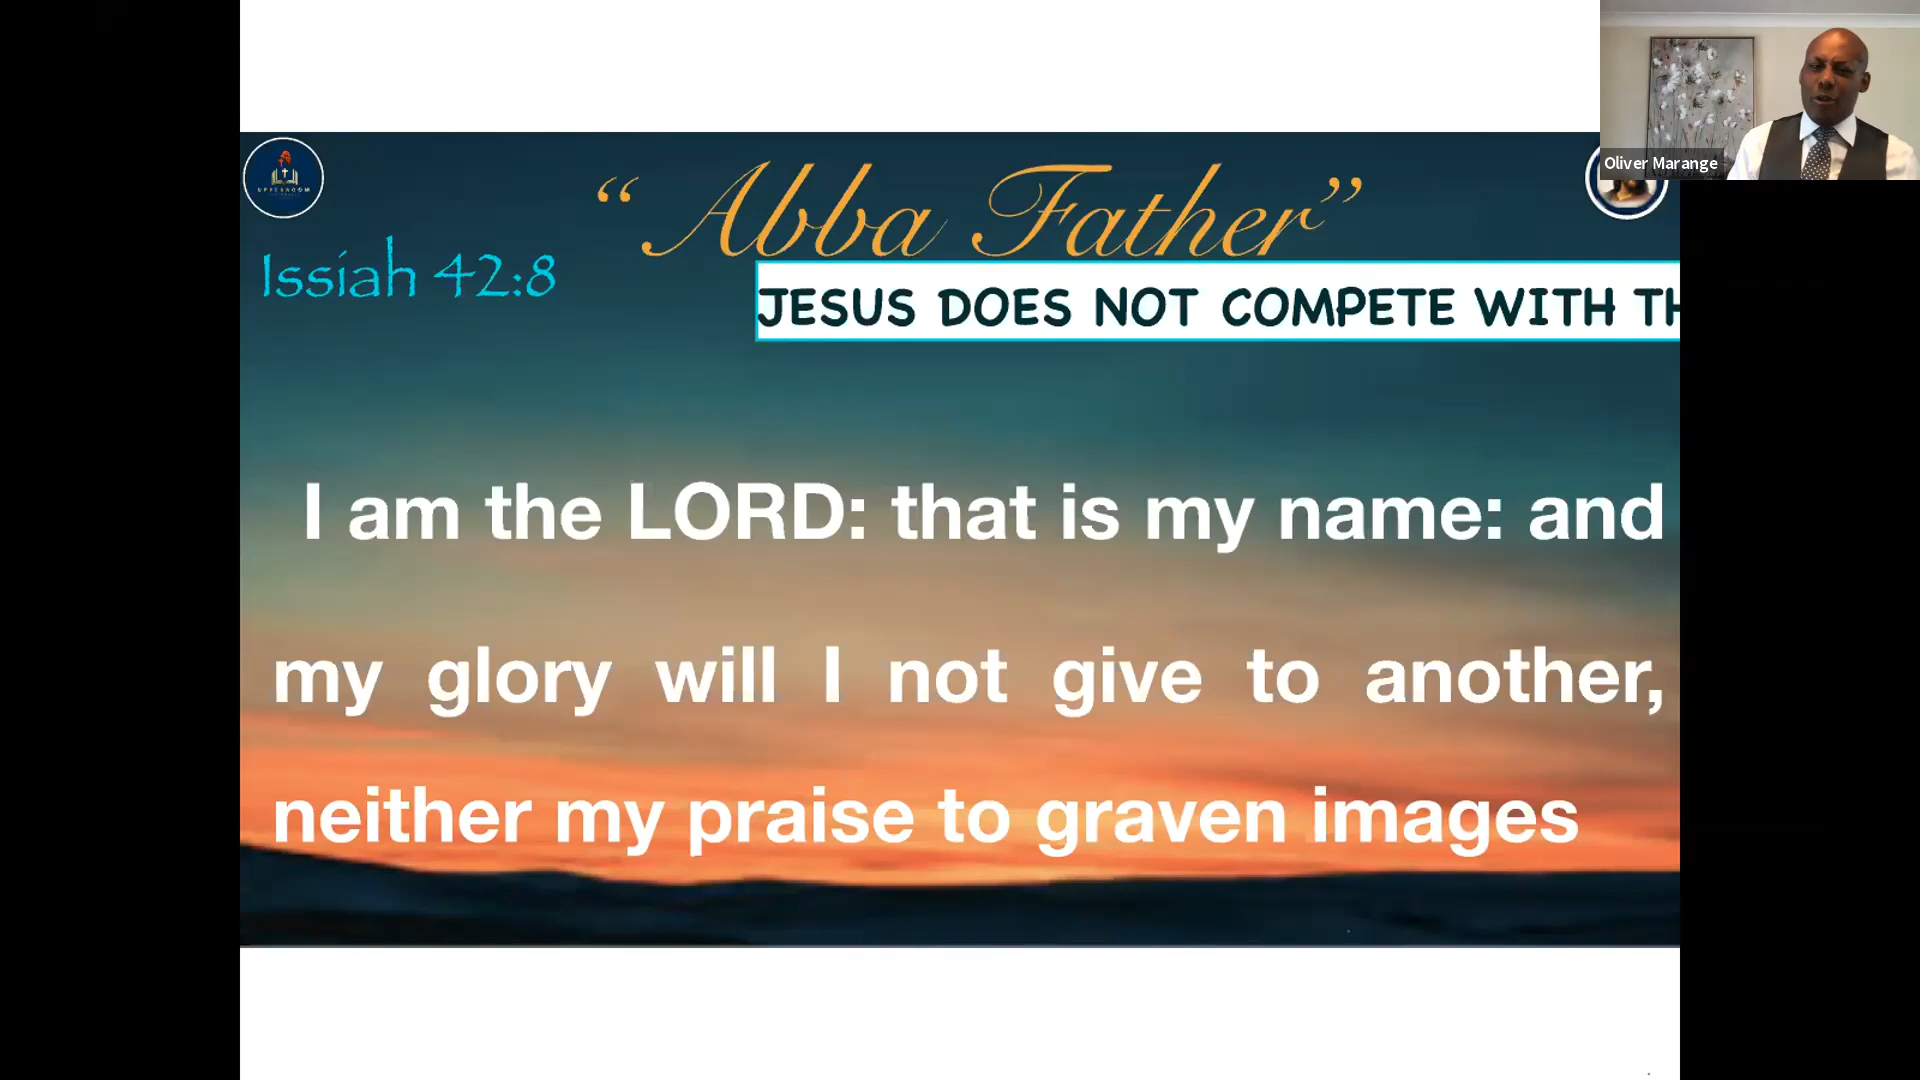 Oliver Marange
UPPEROOM
“Abba Father”
Issiah 42:8
JESUS DOES NOT COMPETE WITH TH
I am the LORD: that is my name: and
my glory will I not give to another,
neither my praise to graven images